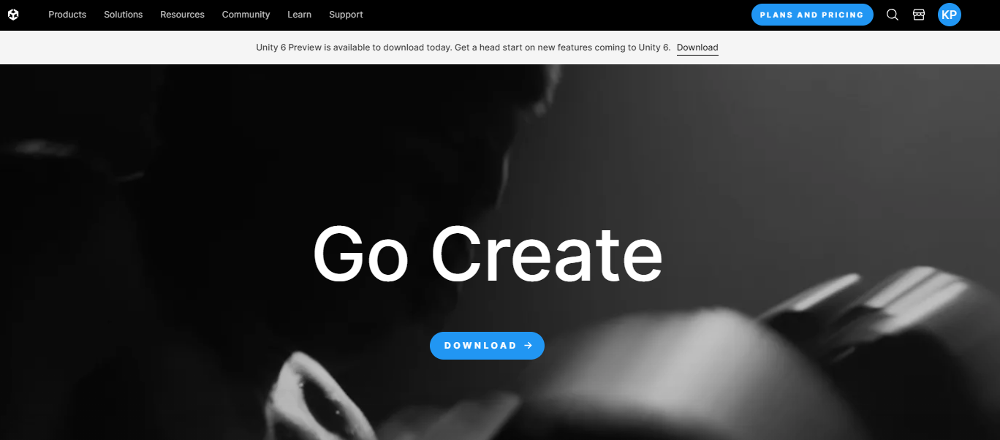 Products Solutions Resources Community Learn Support PLANS AND PRICING KP
Unity 6 Preview is available to download today. Get a head start on new features coming to Unity 6. Download
Go Create
DOWNLOAD →